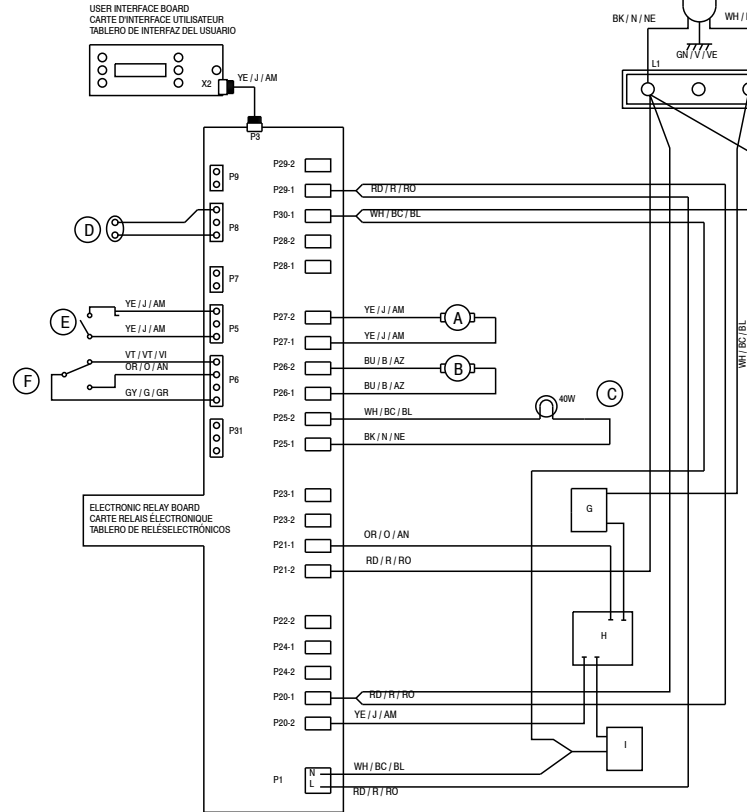 USER INTERFACE BOARD
CARTE D'INTERFACE UTILISATEUR
TABLERO DE INTERFAZ DEL USUARIO
BK / N / NE
GN / V / VE
L1
X2
YE / J / AM
P3
P29-2
P9
P29-1
RD / R / RO
P30-1
WH / BC / BL
D
P8
P28-2
P28-1
P7
E
YE / J / AM
YE / J / AM
P5
P27-2
YE / J / AM
A
P27-1
YE / J / AM
WH / BC / BL
F
VT / VT / VI
OR / O / AN
GY / G / GR
P6
P26-2
BU / B / AZ
B
P26-1
BU / B / AZ
P25-2
WH / BC / BL
40W
C
P31
P25-1
BK / N / NE
P23-1
ELECTRONIC RELAY BOARD
CARTE RELAIS ÉLECTRONIQUE
TABLERO DE RELÉSELECTRÓNICOS
P23-2
G
P21-1
OR / O / AN
P21-2
RD / R / RO
P22-2
H
P24-1
P24-2
P20-1
RD / R / RO
P20-2
YE / J / AM
I
P1
N
L
WH / BC / BL
RD / R / RO